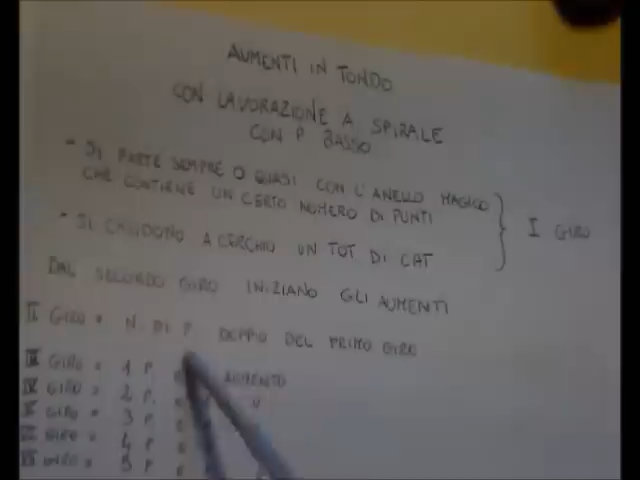 AUMENTI IN TONDO
CON LAVORAZIONE A SPIRALE
CON P BASSO
- SI PARTE SEMPRE O QUASI CON L'ANELLO MAGICO
CHE CONTIENE UN CERTO NUMERO DI PUNTI
I GIRO
• SI CHIUDONO A CERCHIO UN TOT DI CAT
DAL SECONDO GIRO INIZIANO GLI AUMENTI
II GIRO = N. DI P. DOPPIO DEL PRIMO GIRO
III GIRO = 1 P. E AUMENTO
IV GIRO = 2 P. E "
V GIRO = 3 P E
VI GIRO = 4 P E
VII GIRO = 5 P E